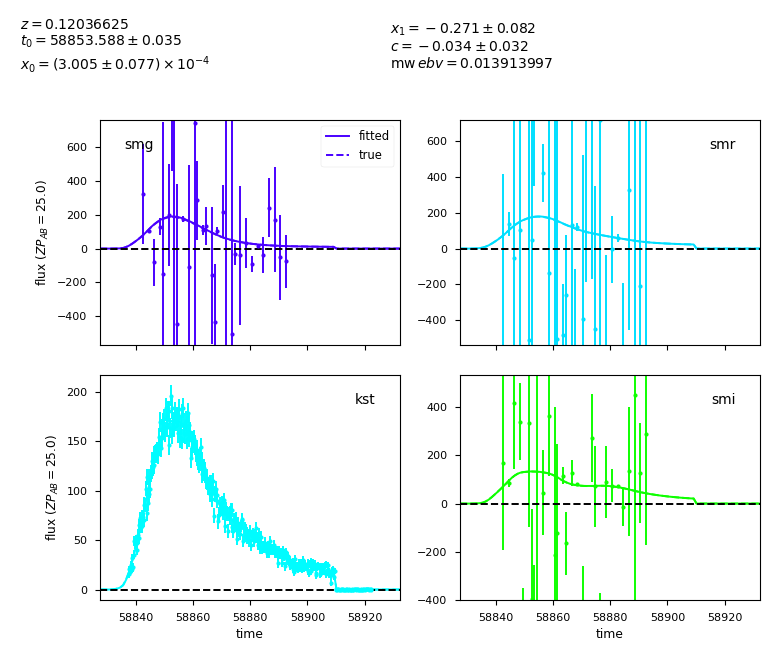 z = 0.12036625
t₀ = 58853.588 ± 0.035
x₀ = (3.005 ± 0.077) × 10⁻⁴
x₁ = −0.271 ± 0.082
c = −0.034 ± 0.032
mw ebv = 0.013913997
smg
fitted
true
600
400
200
0
−200
−400
flux (ZP_AB = 25.0)
smr
600
400
200
0
−200
−400
kst
200
150
100
50
0
flux (ZP_AB = 25.0)
58840 58860 58880 58900 58920
time
smi
400
200
0
−200
−400
58840 58860 58880 58900 58920
time